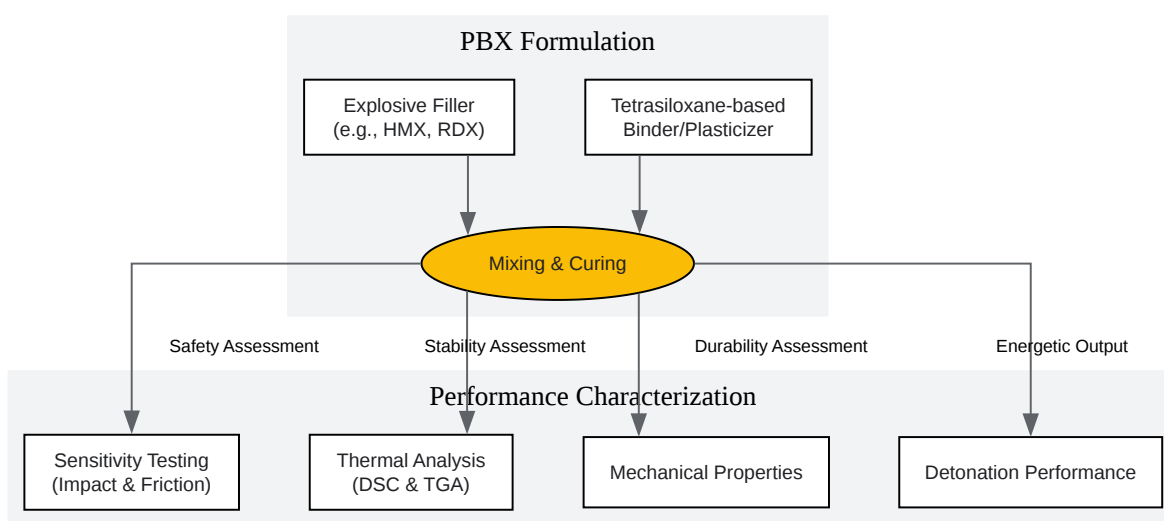 PBX Formulation
Explosive Filler
(e.g., HMX, RDX)
Tetrasiloxane-based
Binder/Plasticizer
Mixing & Curing
Safety Assessment
Stability Assessment
Durability Assessment
Energetic Output
Performance Characterization
Sensitivity Testing
(Impact & Friction)
Thermal Analysis
(DSC & TGA)
Mechanical Properties
Detonation Performance